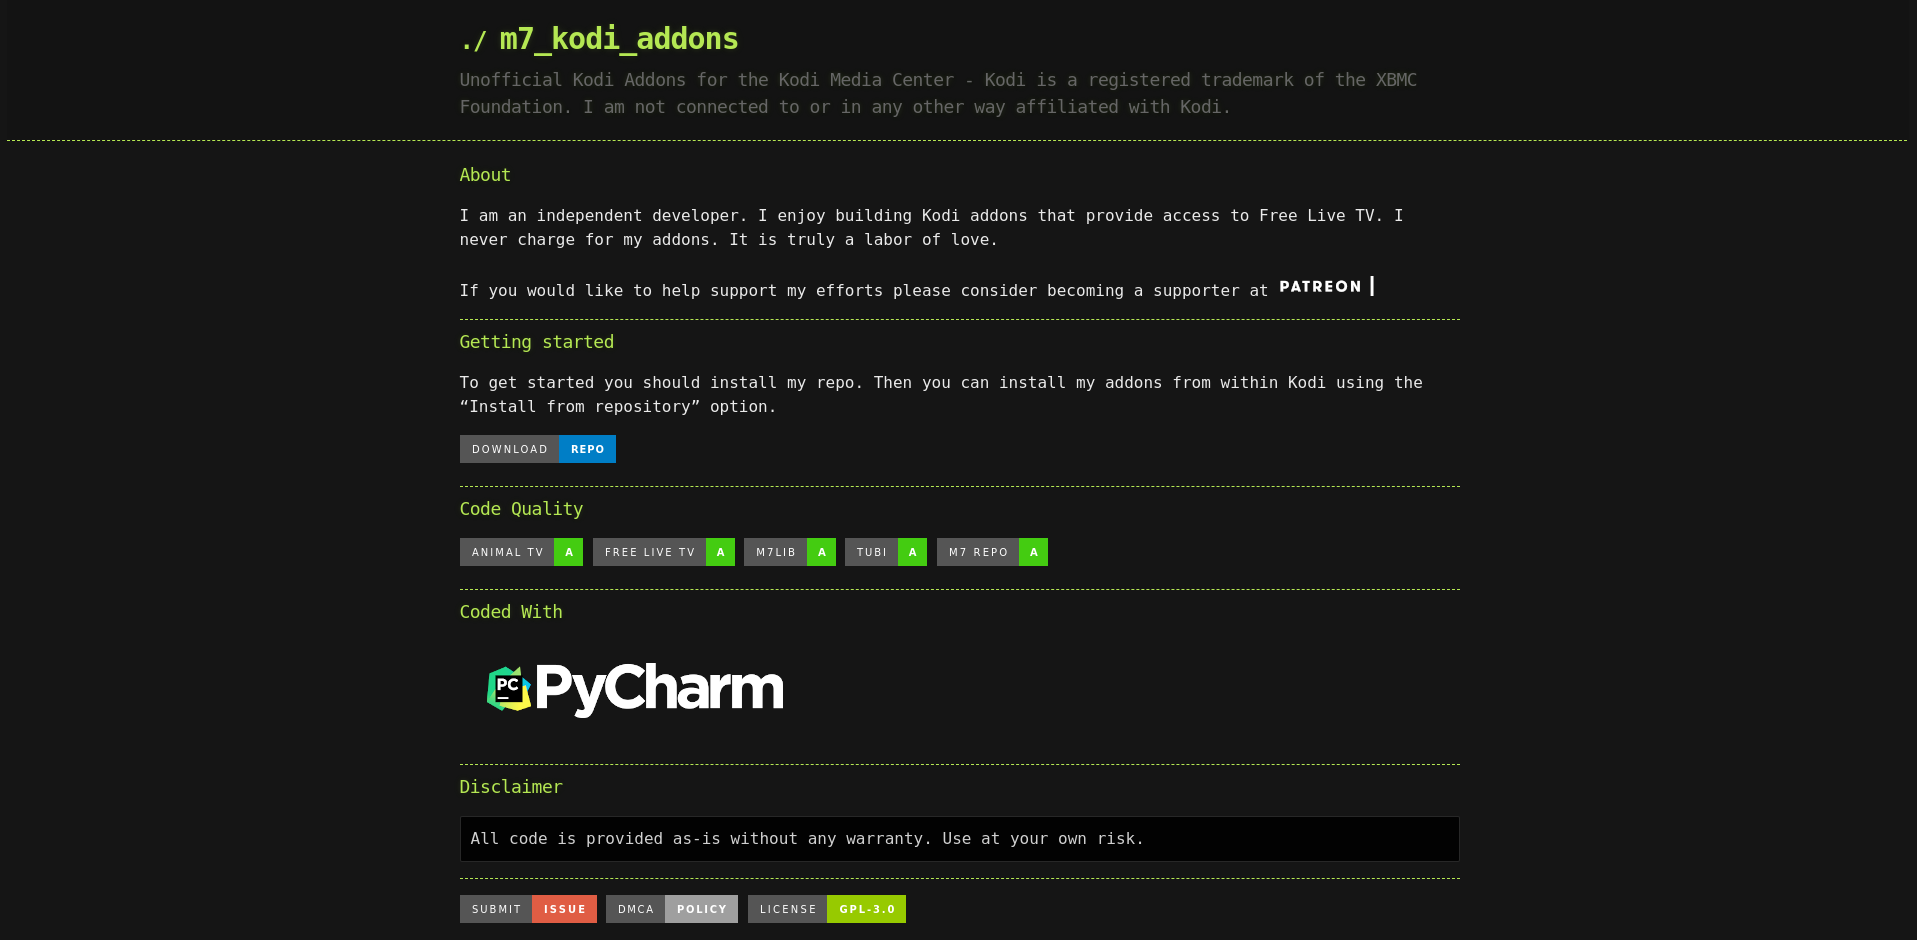 ./ m7_kodi_addons
Unofficial Kodi Addons for the Kodi Media Center - Kodi is a registered trademark of the XBMC
Foundation. I am not connected to or in any other way affiliated with Kodi.
About
I am an independent developer. I enjoy building Kodi addons that provide access to Free Live TV. I
never charge for my addons. It is truly a labor of love.
If you would like to help support my efforts please consider becoming a supporter at PATREON
Getting started
To get started you should install my repo. Then you can install my addons from within Kodi using the
“Install from repository” option.
DOWNLOAD REPO
Code Quality
ANIMAL TV A FREE LIVE TV A M7LIB A TUBI A M7 REPO A
Coded With
PC PyCharm
Disclaimer
All code is provided as-is without any warranty. Use at your own risk.
SUBMIT ISSUE DMCA POLICY LICENSE GPL-3.0